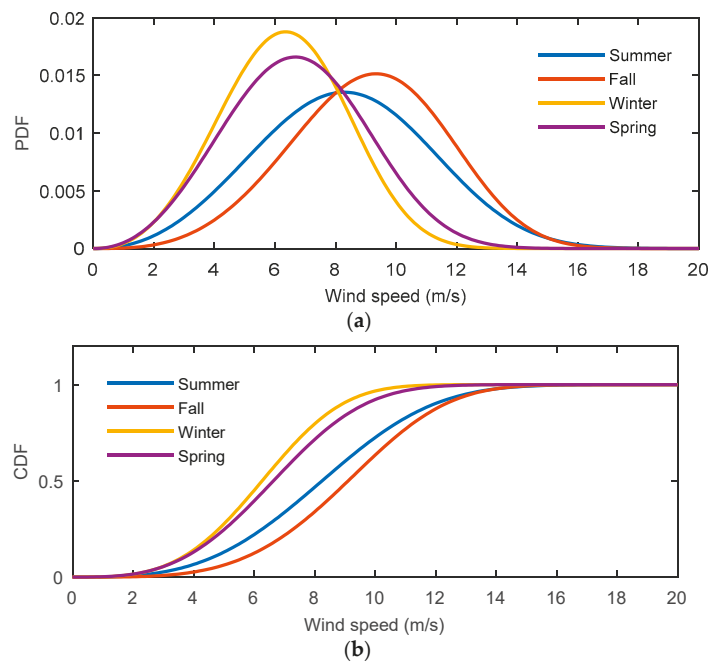 0.02
0.015
0.01
0.005
0
PDF
Summer
Fall
Winter
Spring
0 2 4 6 8 10 12 14 16 18 20
Wind speed (m/s)
(a)
1
0.5
0
CDF
Summer
Fall
Winter
Spring
0 2 4 6 8 10 12 14 16 18 20
Wind speed (m/s)
(b)